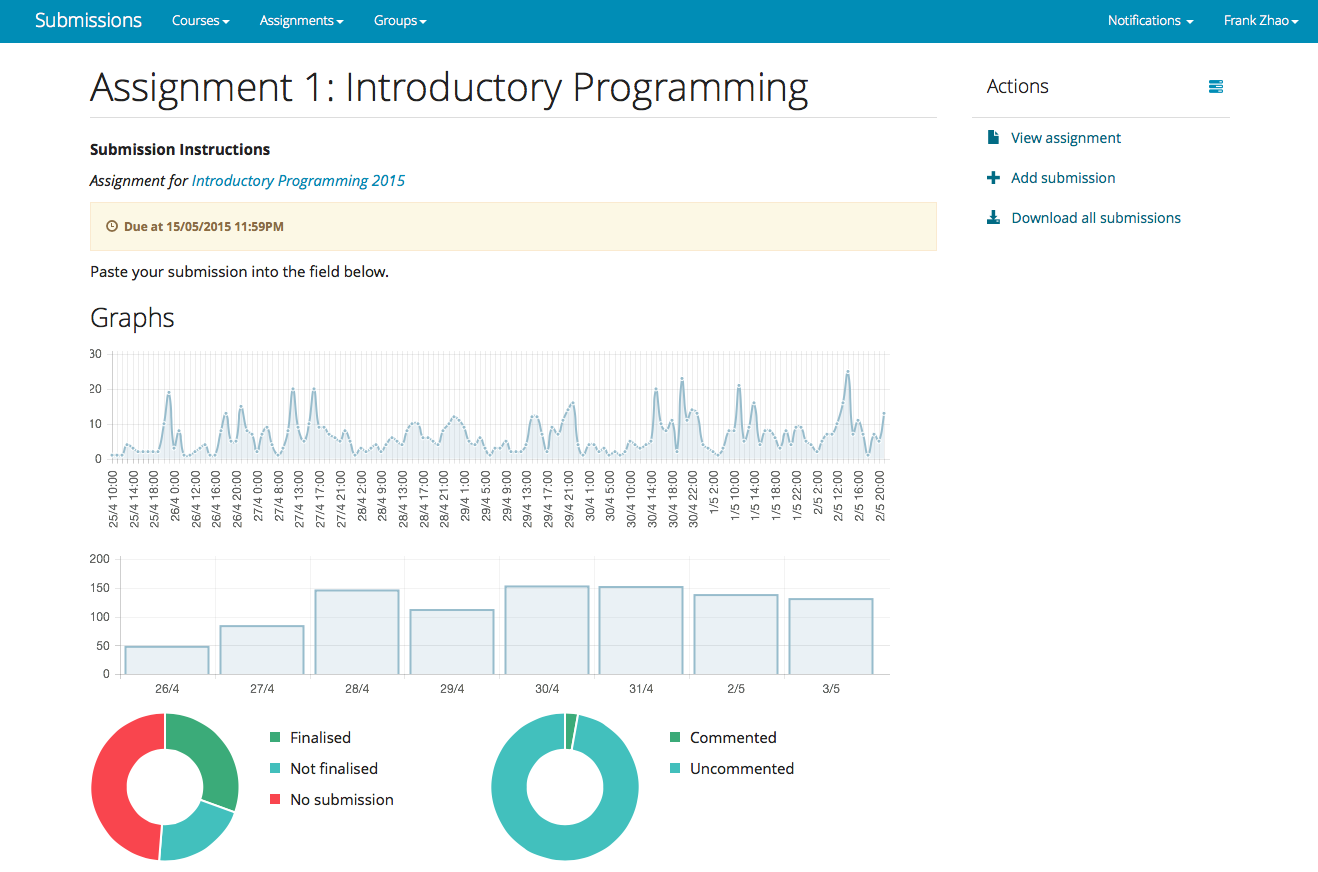 Submissions Courses Assignments Groups Notifications Frank Zhao
Assignment 1: Introductory Programming
Actions
Submission Instructions
View assignment
Assignment for Introductory Programming 2015
Add submission
Due at 15/05/2015 11:59PM
Download all submissions
Paste your submission into the field below.
Graphs
30
20
10
0
25/4 10:00
25/4 14:00
25/4 18:00
26/4 0:00
26/4 12:00
26/4 16:00
26/4 20:00
27/4 0:00
27/4 8:00
27/4 13:00
27/4 17:00
27/4 21:00
28/4 2:00
28/4 9:00
28/4 13:00
28/4 17:00
28/4 21:00
29/4 1:00
29/4 5:00
29/4 9:00
29/4 13:00
29/4 17:00
29/4 21:00
30/4 1:00
30/4 5:00
30/4 10:00
30/4 14:00
30/4 18:00
30/4 22:00
1/5 2:00
1/5 10:00
1/5 14:00
1/5 18:00
1/5 22:00
2/5 2:00
2/5 12:00
2/5 16:00
2/5 20:00
200
150
100
50
0
26/4 27/4 28/4 29/4 30/4 31/4 2/5 3/5
Finalised
Not finalised
No submission
Commented
Uncommented